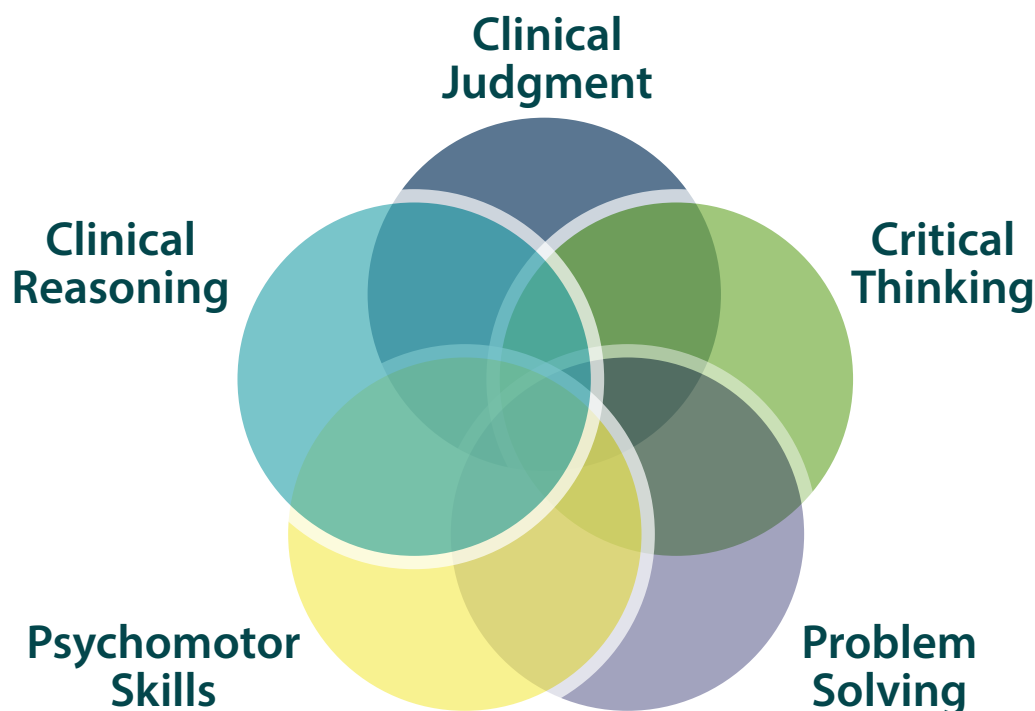 Clinical
Judgment
Clinical
Reasoning
Critical
Thinking
Psychomotor
Skills
Problem
Solving